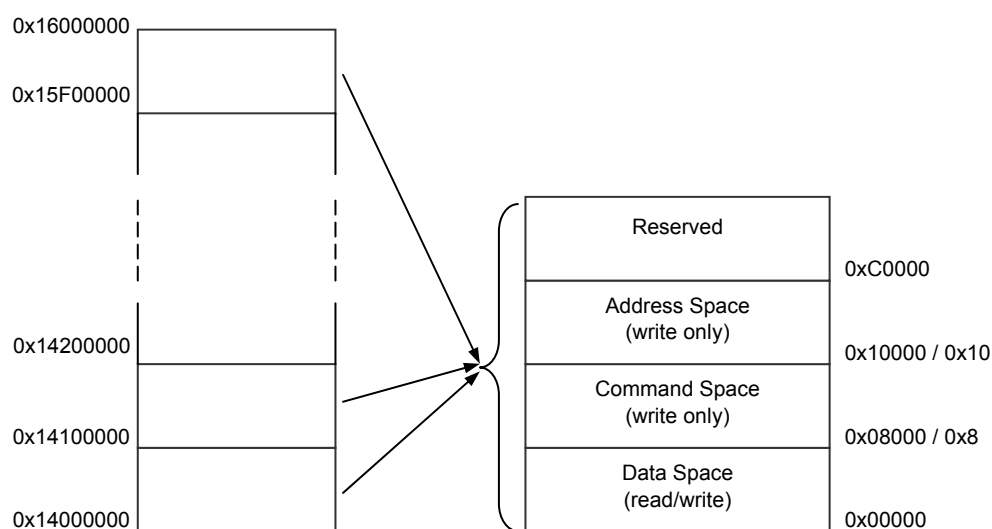 0x16000000
0x15F00000
0x14200000
0x14100000
0x14000000
Reserved
0xC0000
Address Space
(write only)
0x10000 / 0x10
Command Space
(write only)
0x08000 / 0x8
Data Space
(read/write)
0x00000